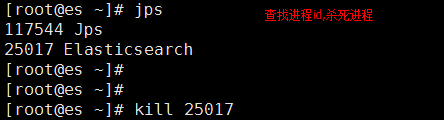 [root@es ~]# jps
查找进程id,杀死进程
117544 Jps
25017 Elasticsearch
[root@es ~]#
[root@es ~]#
[root@es ~]# kill 25017